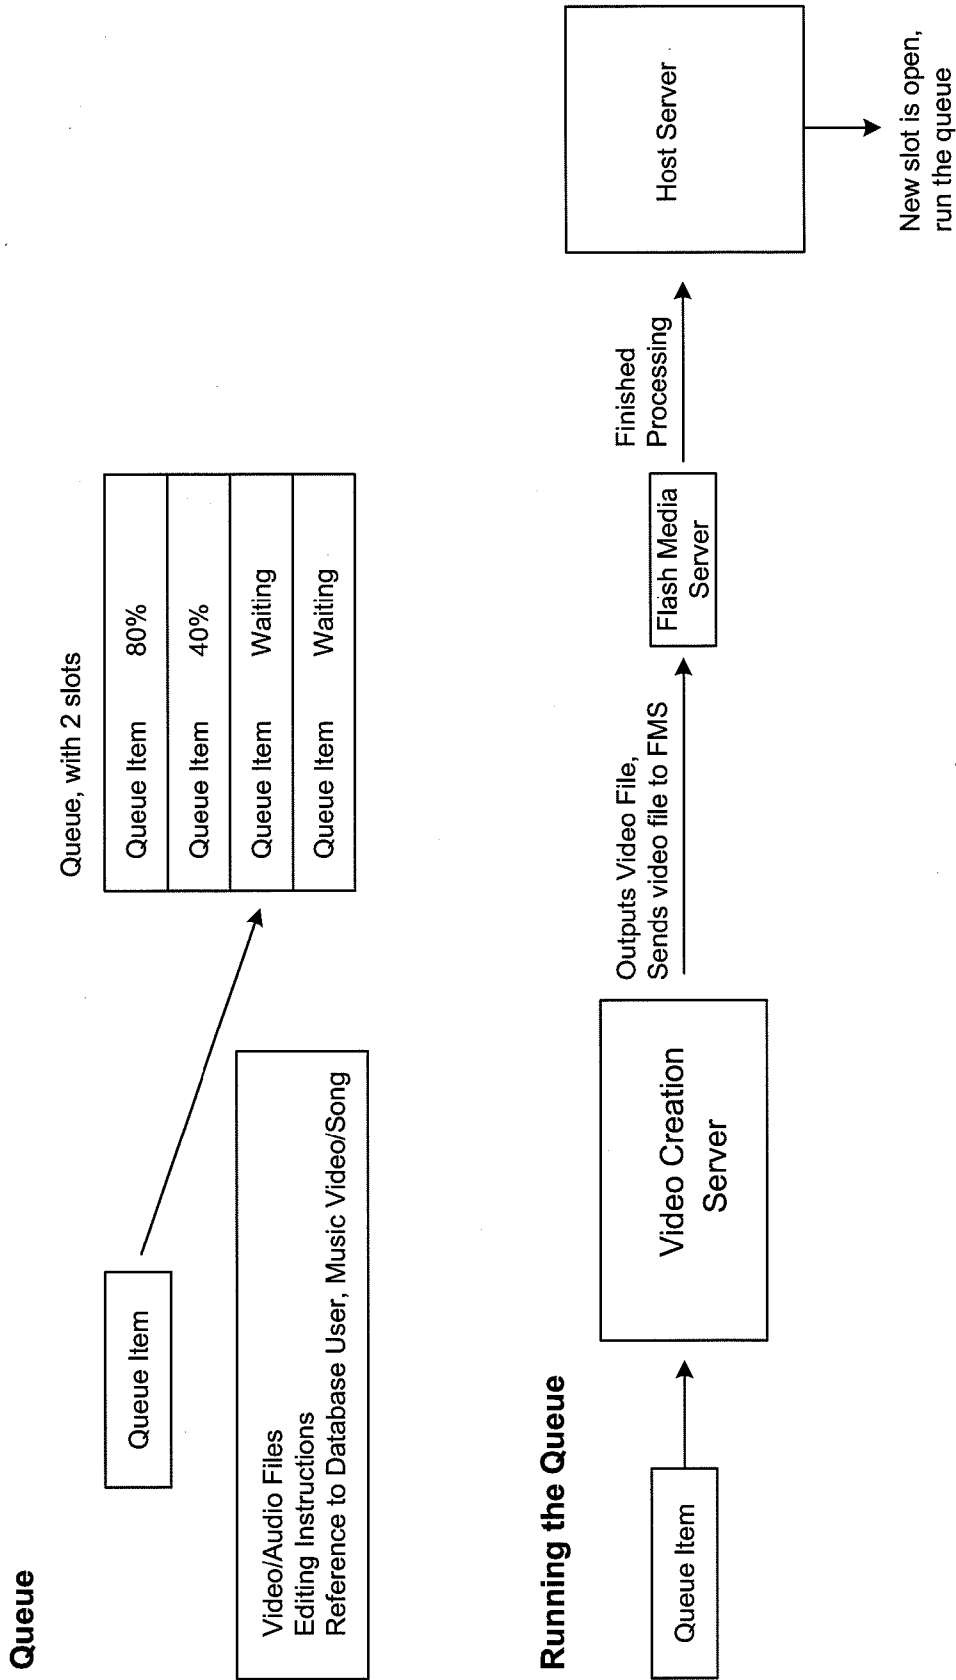 Queue
Queue Item
Video/Audio Files
Editing Instructions
Reference to Database User, Music Video/Song
Queue, with 2 slots
Queue Item 80%
Queue Item 40%
Queue Item Waiting
Queue Item Waiting
Running the Queue
Queue Item
Video Creation
Server
Outputs Video File,
Sends video file to FMS
Flash Media
Server
Finished
Processing
Host Server
New slot is open,
run the queue